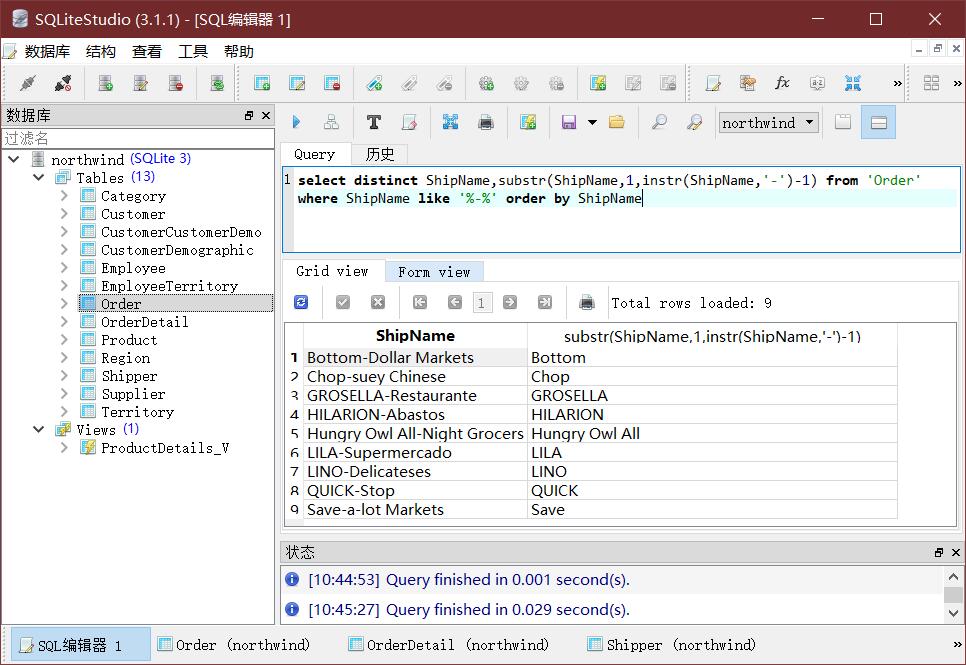 SQLiteStudio (3.1.1) - [SQL编辑器 1]
数据库 结构 查看 工具 帮助
数据库
过滤名
northwind (SQLite 3)
Tables (13)
Category
Customer
CustomerCustomerDemo
CustomerDemographic
Employee
EmployeeTerritory
Order
OrderDetail
Product
Region
Shipper
Supplier
Territory
Views (1)
ProductDetails_V
northwind
Query 历史
1 select distinct ShipName,substr(ShipName,1,instr(ShipName,'-')-1) from 'Order'
where ShipName like '%-%' order by ShipName
Grid view Form view
1 Total rows loaded: 9
ShipName substr(ShipName,1,instr(ShipName,'-')-1)
1 Bottom-Dollar Markets Bottom
2 Chop-suey Chinese Chop
3 GROSELLA-Restaurante GROSELLA
4 HILARION-Abastos HILARION
5 Hungry Owl All-Night Grocers Hungry Owl All
6 LILA-Supermercado LILA
7 LINO-Delicateses LINO
8 QUICK-Stop QUICK
9 Save-a-lot Markets Save
状态
[10:44:53] Query finished in 0.001 second(s).
[10:45:27] Query finished in 0.029 second(s).
SQL编辑器 1 Order (northwind) OrderDetail (northwind) Shipper (northwind)